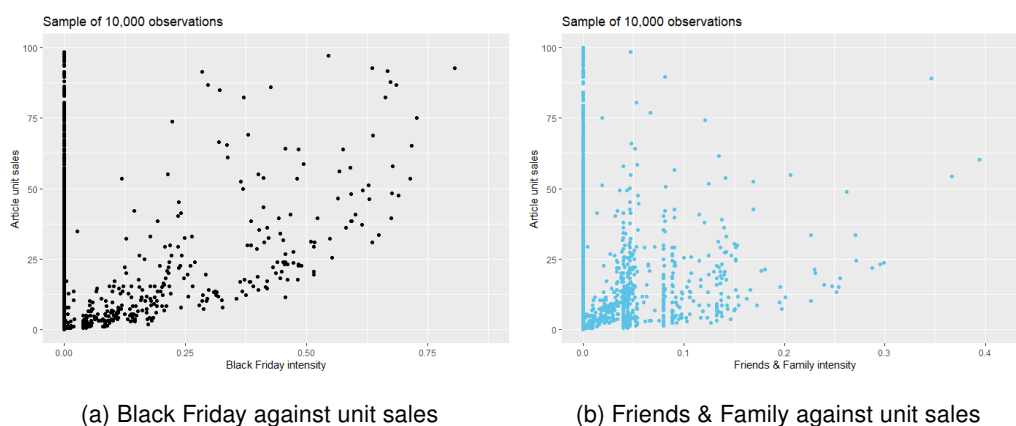 Sample of 10,000 observations
100
75
50
25
0
Article unit sales
0.00
0.25
0.50
0.75
Black Friday intensity
(a) Black Friday against unit sales
Sample of 10,000 observations
100
75
50
25
0
Article unit sales
0.0
0.1
0.2
0.3
0.4
Friends & Family intensity
(b) Friends & Family against unit sales